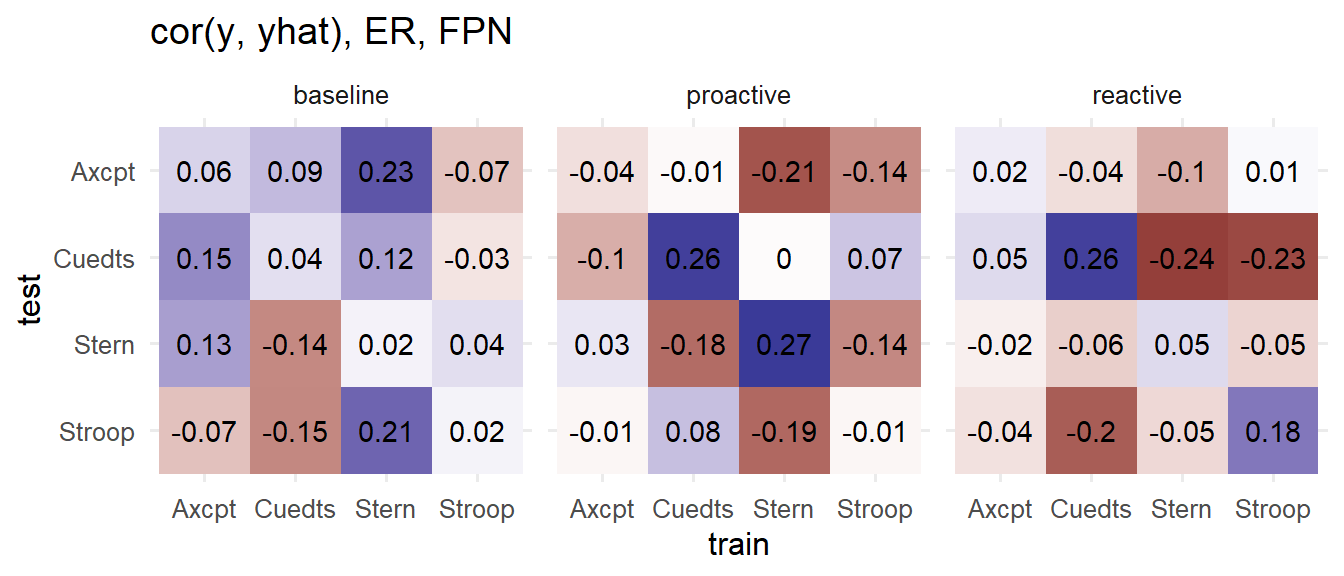 cor(y, yhat), ER, FPN
baseline proactive reactive
Axcpt 0.06 0.09 0.23 -0.07 -0.04 -0.01 -0.21 -0.14 0.02 -0.04 -0.1 0.01
Cuedts 0.15 0.04 0.12 -0.03 -0.1 0.26 0 0.07 0.05 0.26 -0.24 -0.23
test
Stern 0.13 -0.14 0.02 0.04 0.03 -0.18 0.27 -0.14 -0.02 -0.06 0.05 -0.05
Stroop -0.07 -0.15 0.21 0.02 -0.01 0.08 -0.19 -0.01 -0.04 -0.2 -0.05 0.18
Axcpt Cuedts Stern Stroop Axcpt Cuedts Stern Stroop Axcpt Cuedts Stern Stroop
train